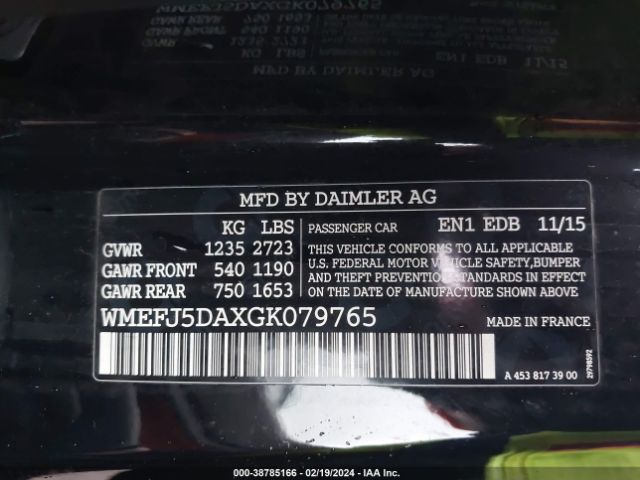 MFD BY DAIMLER AG
KG LBS PASSENGER CAR EN1 EDB 11/15
GVWR 1235 2723
GAWR FRONT 540 1190
GAWR REAR 750 1653
THIS VEHICLE CONFORMS TO ALL APPLICABLE
U.S. FEDERAL MOTOR VEHICLE SAFETY,BUMPER
AND THEFT PREVENTION STANDARDS IN EFFECT
ON DATE OF MANUFACTURE SHOWN ABOVE.
WMEFJ5DAXGK079765 MADE IN FRANCE
A 453 817 39 00
29798592
000-38785166 - 02/19/2024 - IAA Inc.